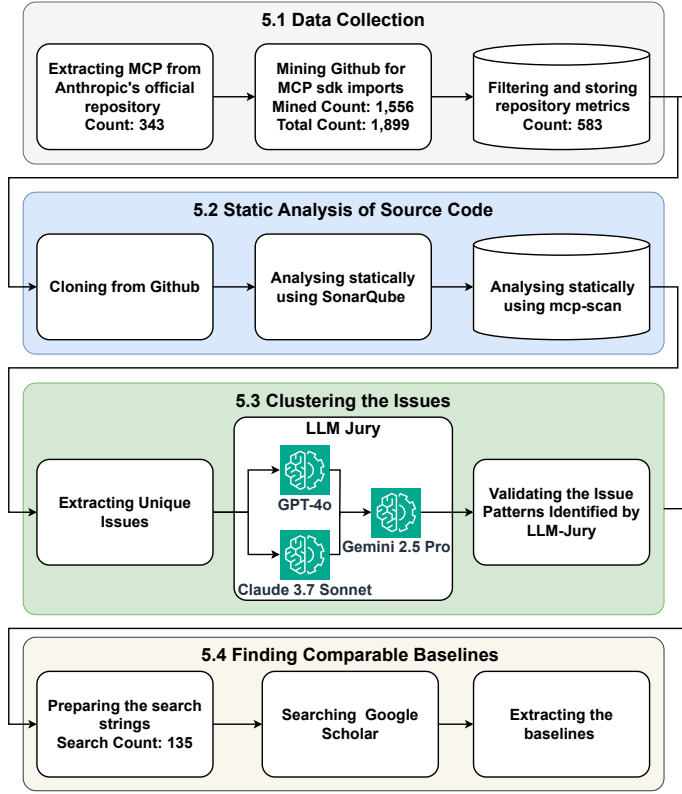 5.1 Data Collection
Extracting MCP from
Anthropic's official
repository
Count: 343
Mining Github for
MCP sdk imports
Mined Count: 1,556
Total Count: 1,899
Filtering and storing
repository metrics
Count: 583
5.2 Static Analysis of Source Code
Cloning from Github
Analysing statically
using SonarQube
Analysing statically
using mcp-scan
5.3 Clustering the Issues
Extracting Unique
Issues
LLM Jury
GPT-4o
Claude 3.7 Sonnet
Gemini 2.5 Pro
Validating the Issue
Patterns Identified by
LLM-Jury
5.4 Finding Comparable Baselines
Preparing the search
strings
Search Count: 135
Searching Google
Scholar
Extracting the
baselines